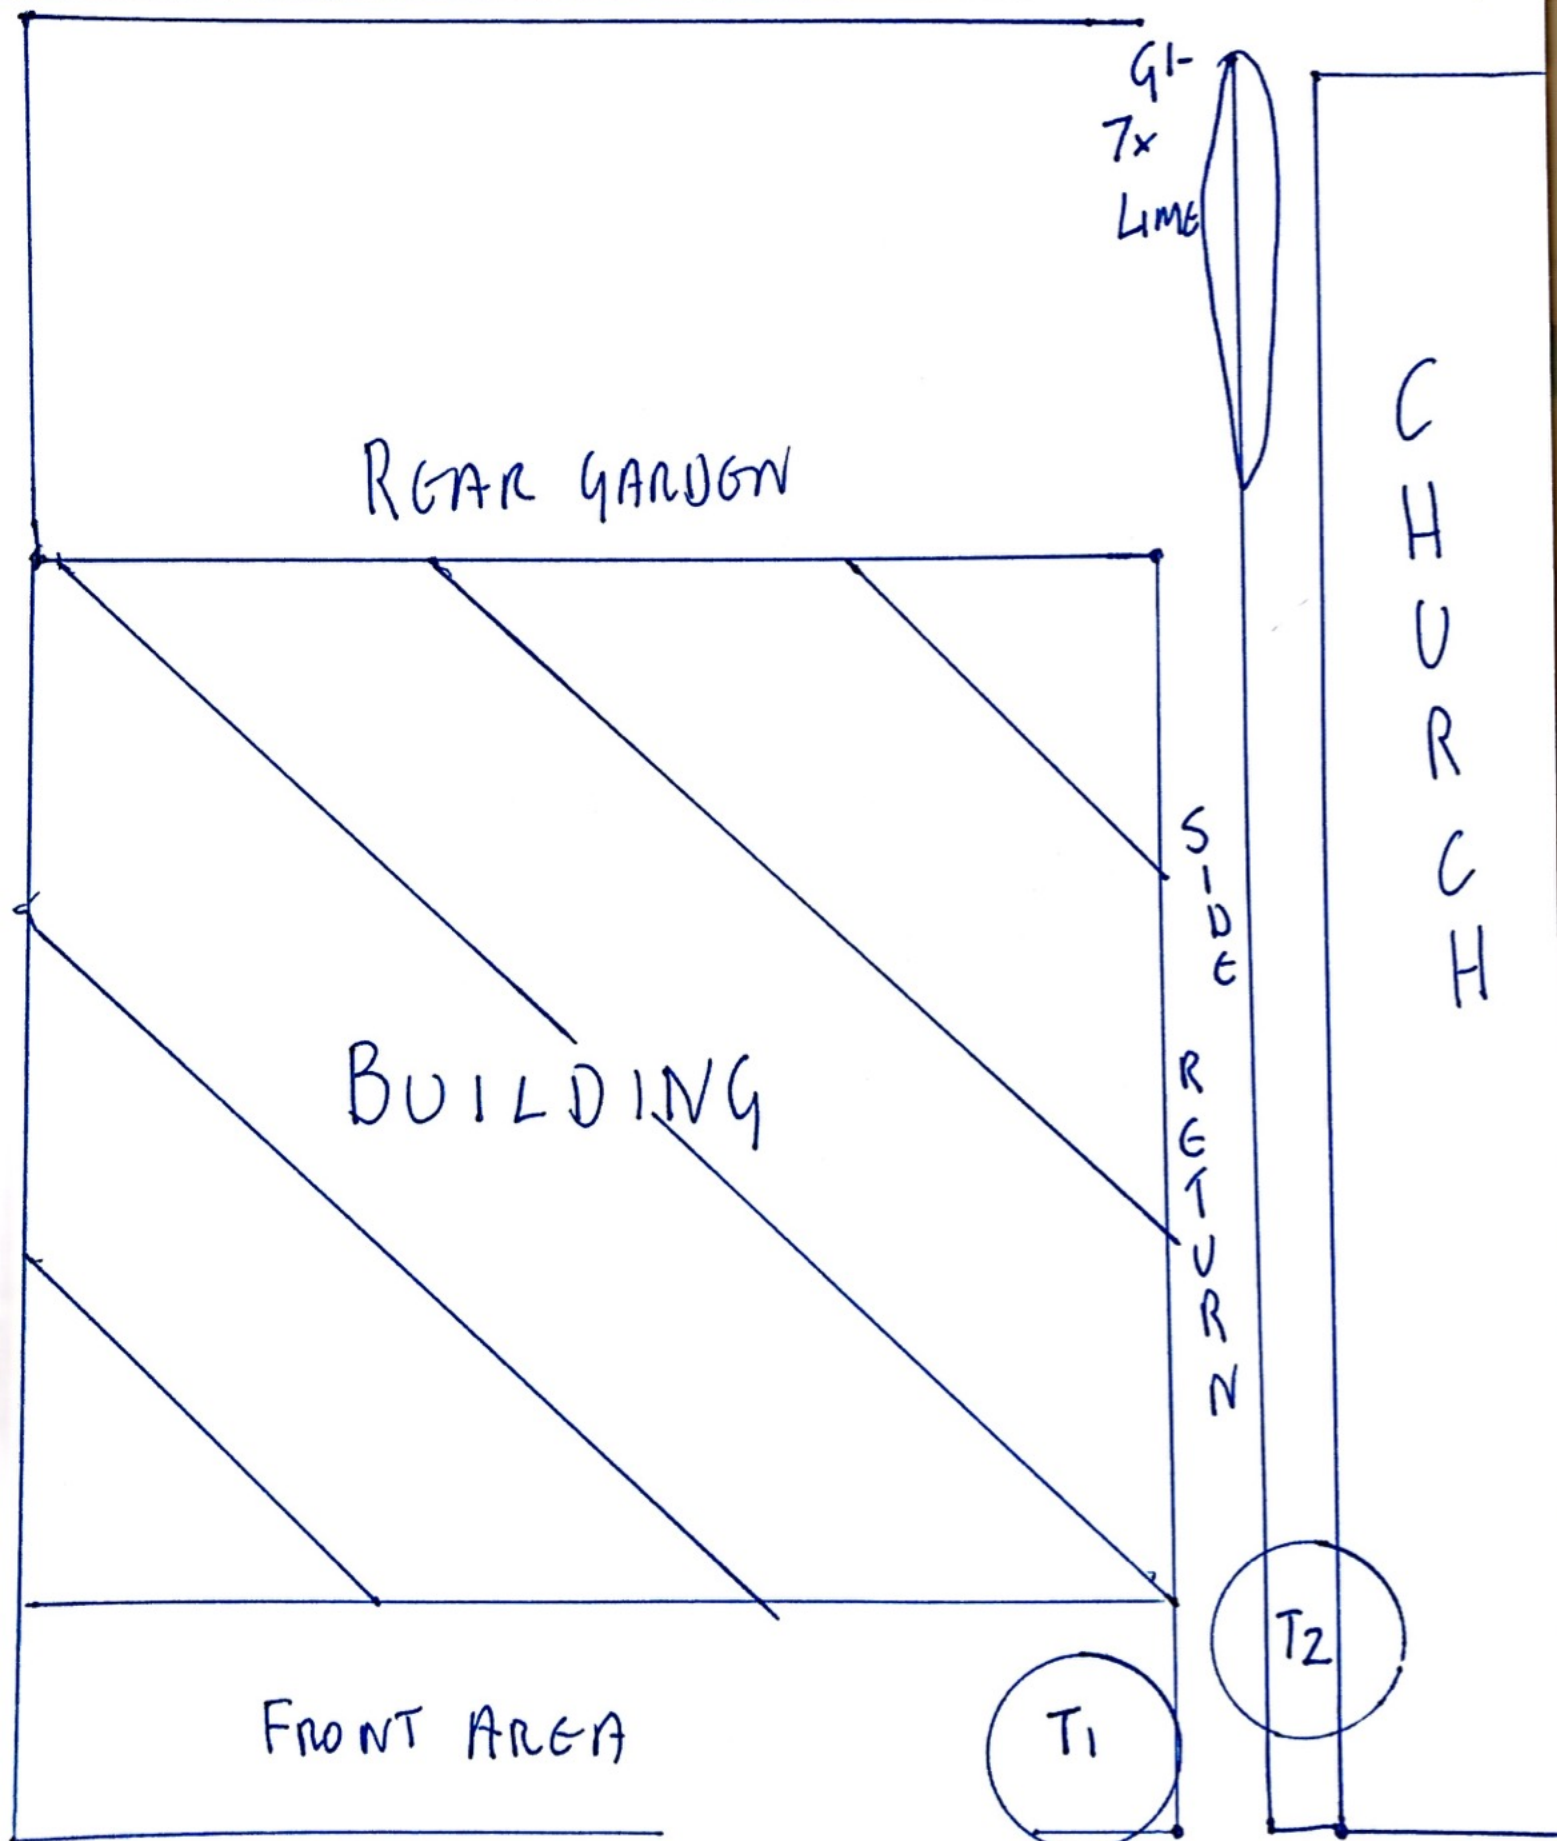 G1-
7x
LIME
CHURCH
REAR GARDEN
SIDE RETURN
BUILDING
T2
T1
FRONT AREA